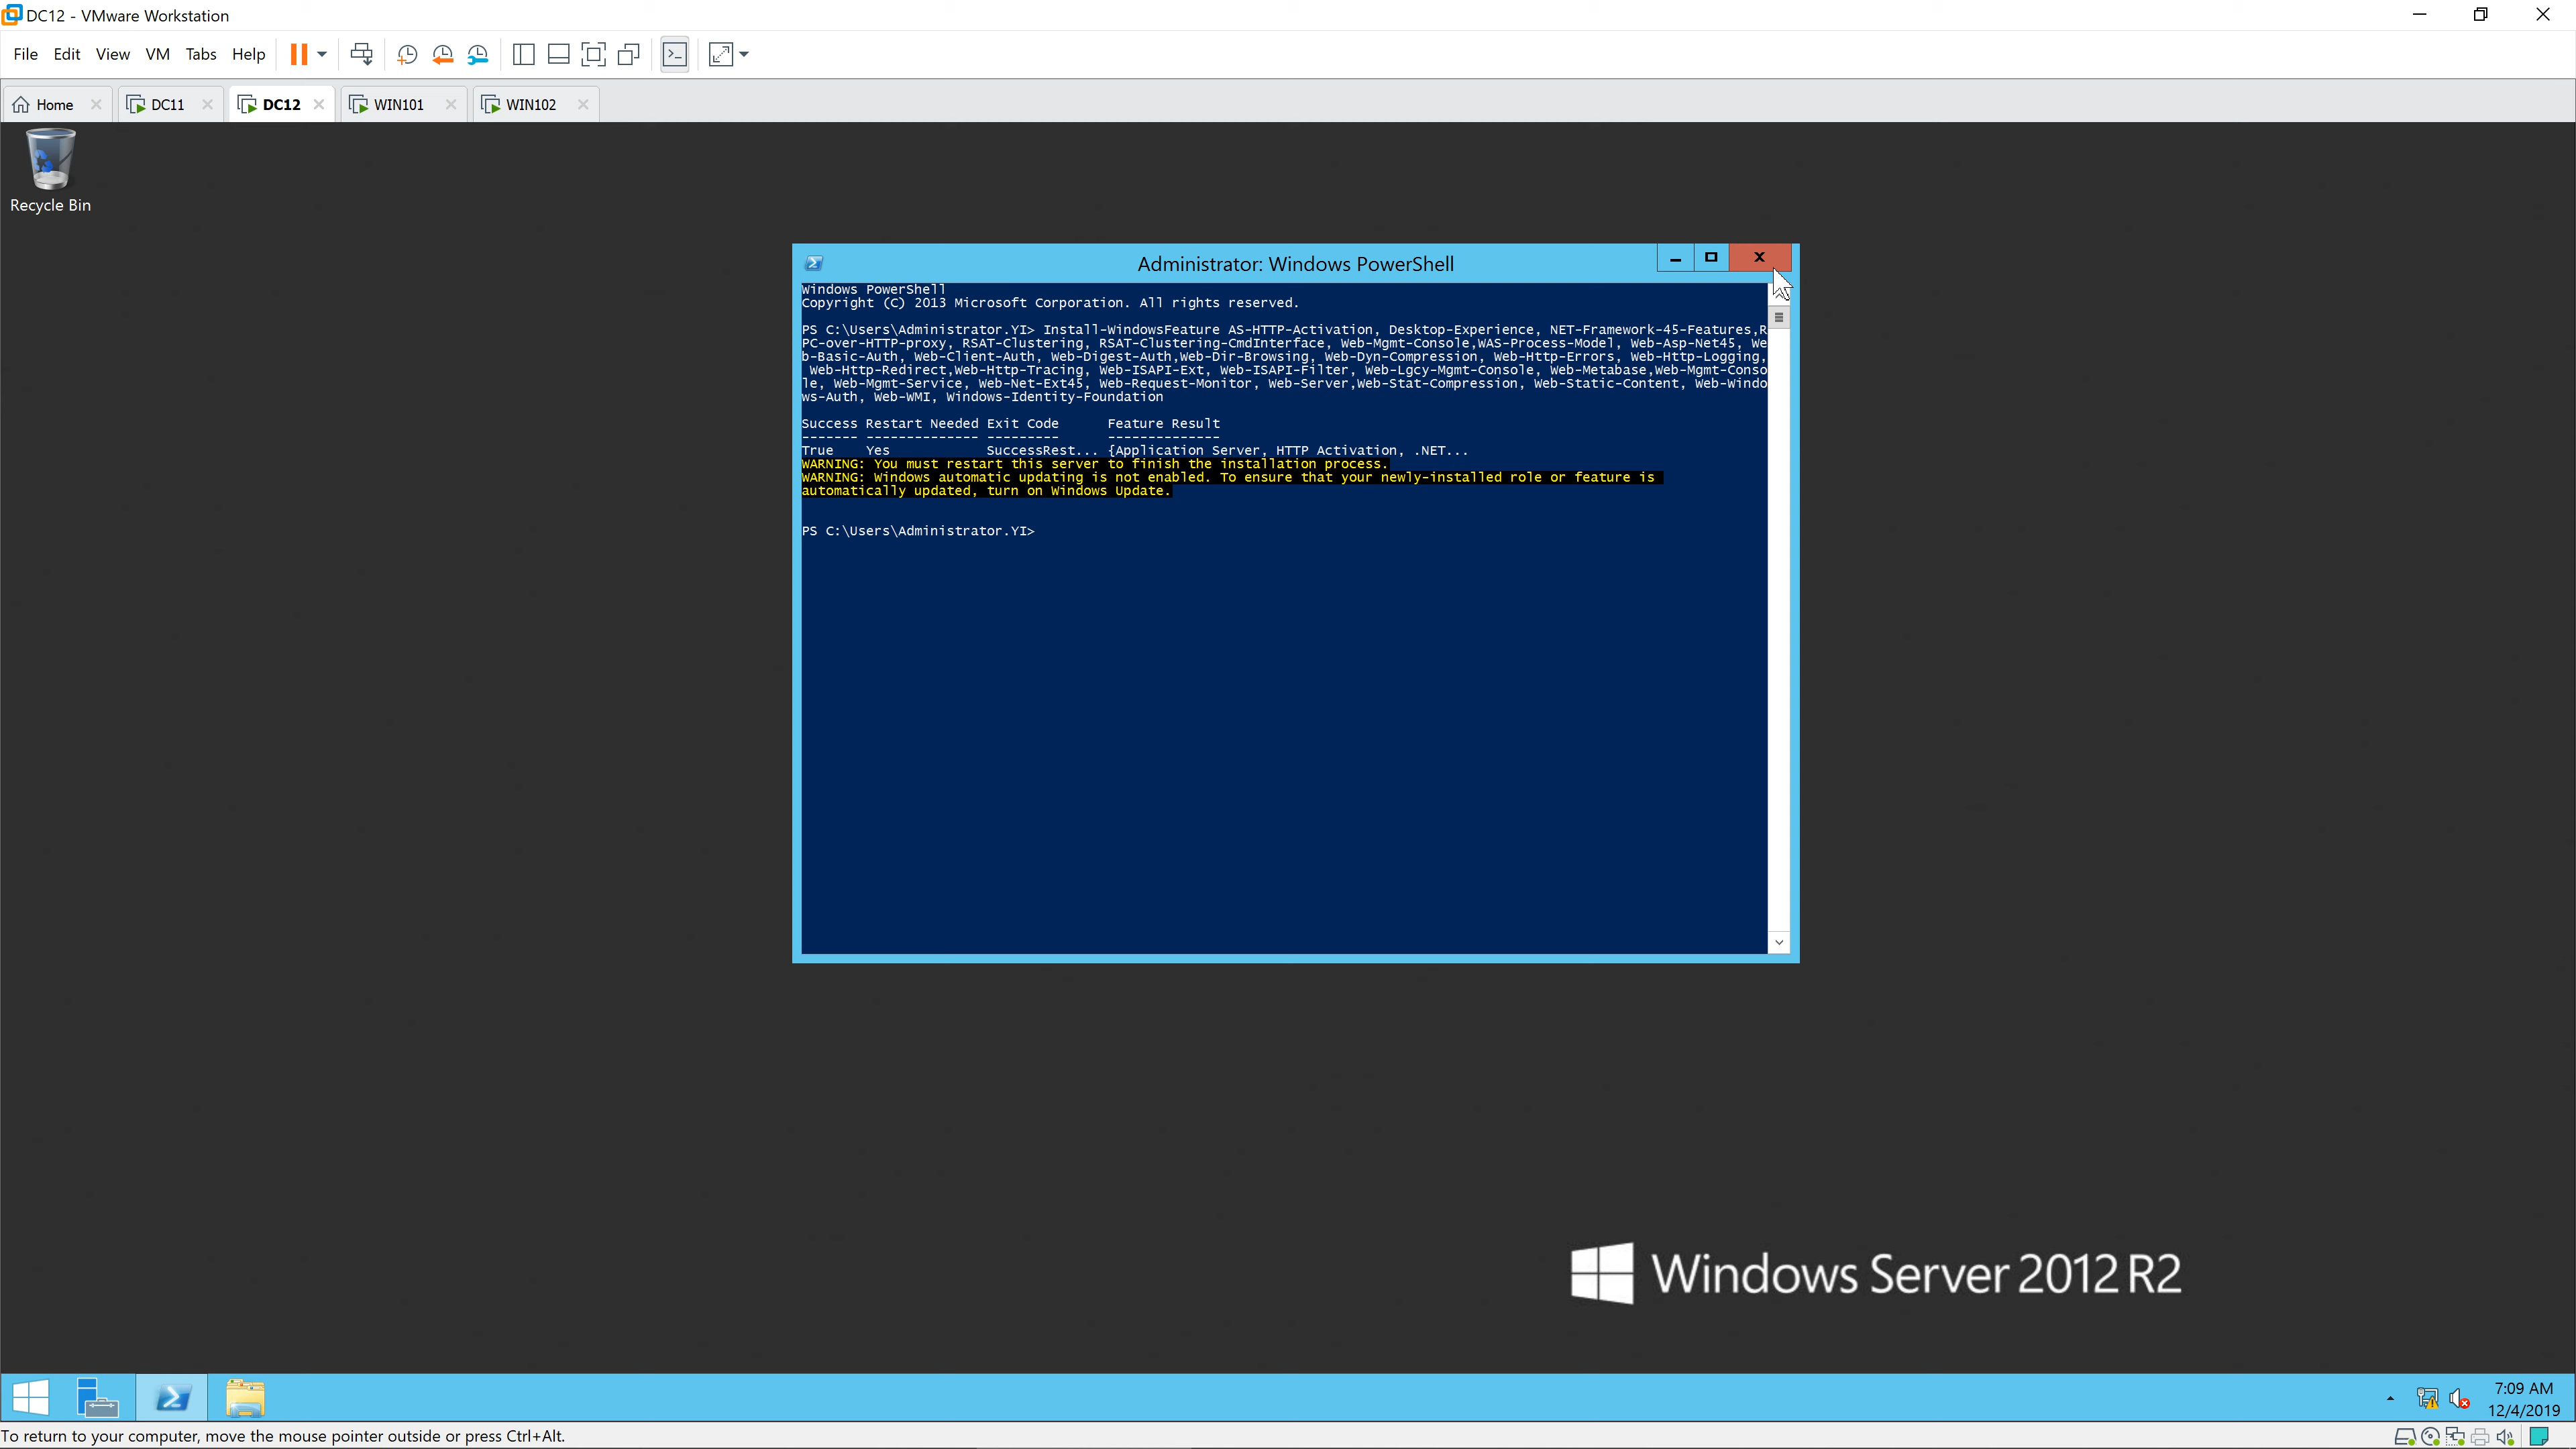 DC12 - VMware Workstation
File Edit View VM Tabs Help
Home DC11 DC12 WIN101 WIN102
Recycle Bin
Administrator: Windows PowerShell
Windows PowerShell
Copyright (C) 2013 Microsoft Corporation. All rights reserved.
PS C:\Users\Administrator.YI> Install-WindowsFeature AS-HTTP-Activation, Desktop-Experience, NET-Framework-45-Features,R
PC-over-HTTP-proxy, RSAT-Clustering, RSAT-Clustering-CmdInterface, Web-Mgmt-Console,WAS-Process-Model, Web-Asp-Net45, We
b-Basic-Auth, Web-Client-Auth, Web-Digest-Auth,Web-Dir-Browsing, Web-Dyn-Compression, Web-Http-Errors, Web-Http-Logging,
Web-Http-Redirect,Web-Http-Tracing, Web-ISAPI-Ext, Web-ISAPI-Filter, Web-Lgcy-Mgmt-Console, Web-Metabase,Web-Mgmt-Conso
le, Web-Mgmt-Service, Web-Net-Ext45, Web-Request-Monitor, Web-Server,Web-Stat-Compression, Web-Static-Content, Web-Windo
ws-Auth, Web-WMI, Windows-Identity-Foundation
Success Restart Needed Exit Code      Feature Result
------- -------------- ---------      --------------
True    Yes            SuccessRest... {Application Server, HTTP Activation, .NET...
WARNING: You must restart this server to finish the installation process.
WARNING: Windows automatic updating is not enabled. To ensure that your newly-installed role or feature is
automatically updated, turn on Windows Update.
PS C:\Users\Administrator.YI>
Windows Server 2012 R2
7:09 AM
12/4/2019
To return to your computer, move the mouse pointer outside or press Ctrl+Alt.